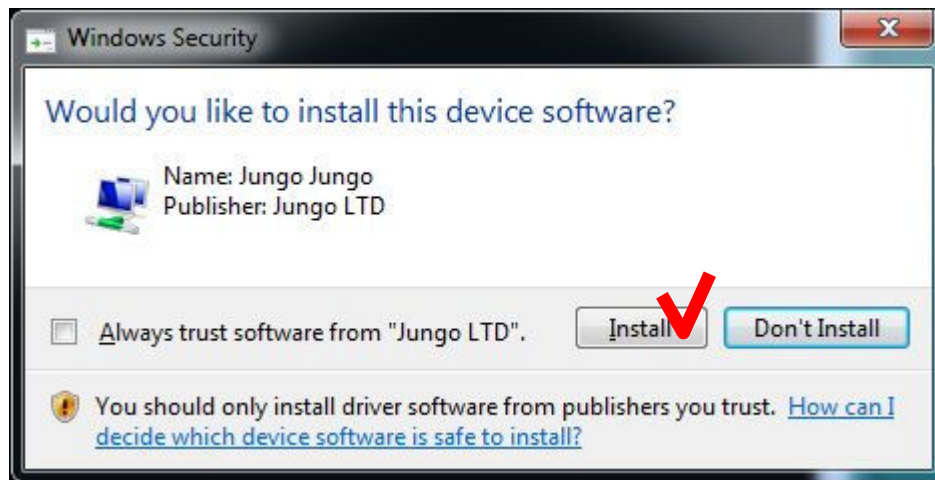 Windows Security
Would you like to install this device software?
Name: Jungo Jungo
Publisher: Jungo LTD
Always trust software from "Jungo LTD".
Install
Don't Install
You should only install driver software from publishers you trust. How can I
decide which device software is safe to install?